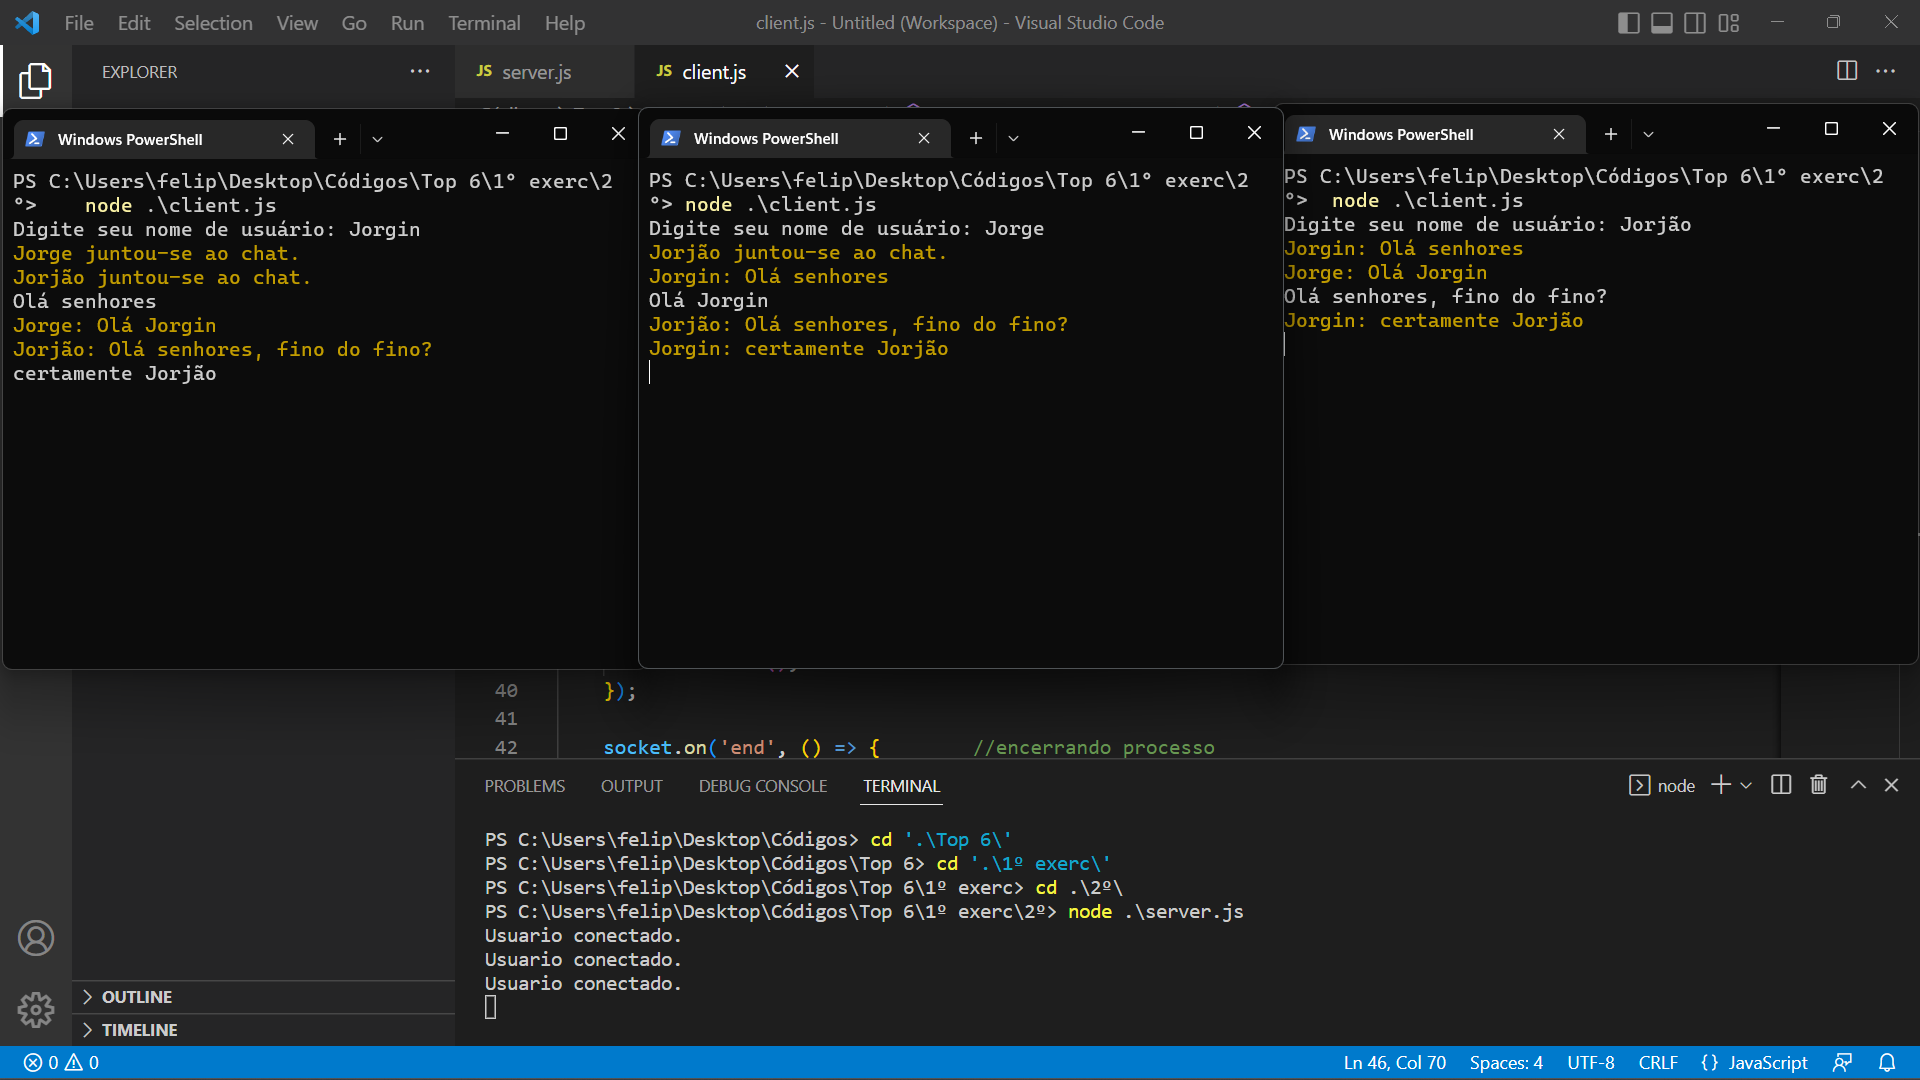 File Edit Selection View Go Run Terminal Help
client.js - Untitled (Workspace) - Visual Studio Code
EXPLORER
JS server.js
JS client.js
Windows PowerShell
PS C:\Users\felip\Desktop\Códigos\Top 6\1° exerc\2
°>    node .\client.js
Digite seu nome de usuário: Jorgin
Jorge juntou-se ao chat.
Jorjão juntou-se ao chat.
Olá senhores
Jorge: Olá Jorgin
Jorjão: Olá senhores, fino do fino?
certamente Jorjão
Windows PowerShell
PS C:\Users\felip\Desktop\Códigos\Top 6\1° exerc\2
°> node .\client.js
Digite seu nome de usuário: Jorge
Jorjão juntou-se ao chat.
Jorgin: Olá senhores
Olá Jorgin
Jorjão: Olá senhores, fino do fino?
Jorgin: certamente Jorjão
Windows PowerShell
PS C:\Users\felip\Desktop\Códigos\Top 6\1° exerc\2
°>  node .\client.js
Digite seu nome de usuário: Jorjão
Jorgin: Olá senhores
Jorge: Olá Jorgin
Olá senhores, fino do fino?
Jorgin: certamente Jorjão
40 });
41
42 socket.on('end', () => { //encerrando processo
PROBLEMS OUTPUT DEBUG CONSOLE TERMINAL
node
PS C:\Users\felip\Desktop\Códigos> cd '.\Top 6\'
PS C:\Users\felip\Desktop\Códigos\Top 6> cd '.\1º exerc\'
PS C:\Users\felip\Desktop\Códigos\Top 6\1º exerc> cd .\2º\
PS C:\Users\felip\Desktop\Códigos\Top 6\1º exerc\2º> node .\server.js
Usuario conectado.
Usuario conectado.
Usuario conectado.
OUTLINE
TIMELINE
0 0
Ln 46, Col 70 Spaces: 4 UTF-8 CRLF {} JavaScript